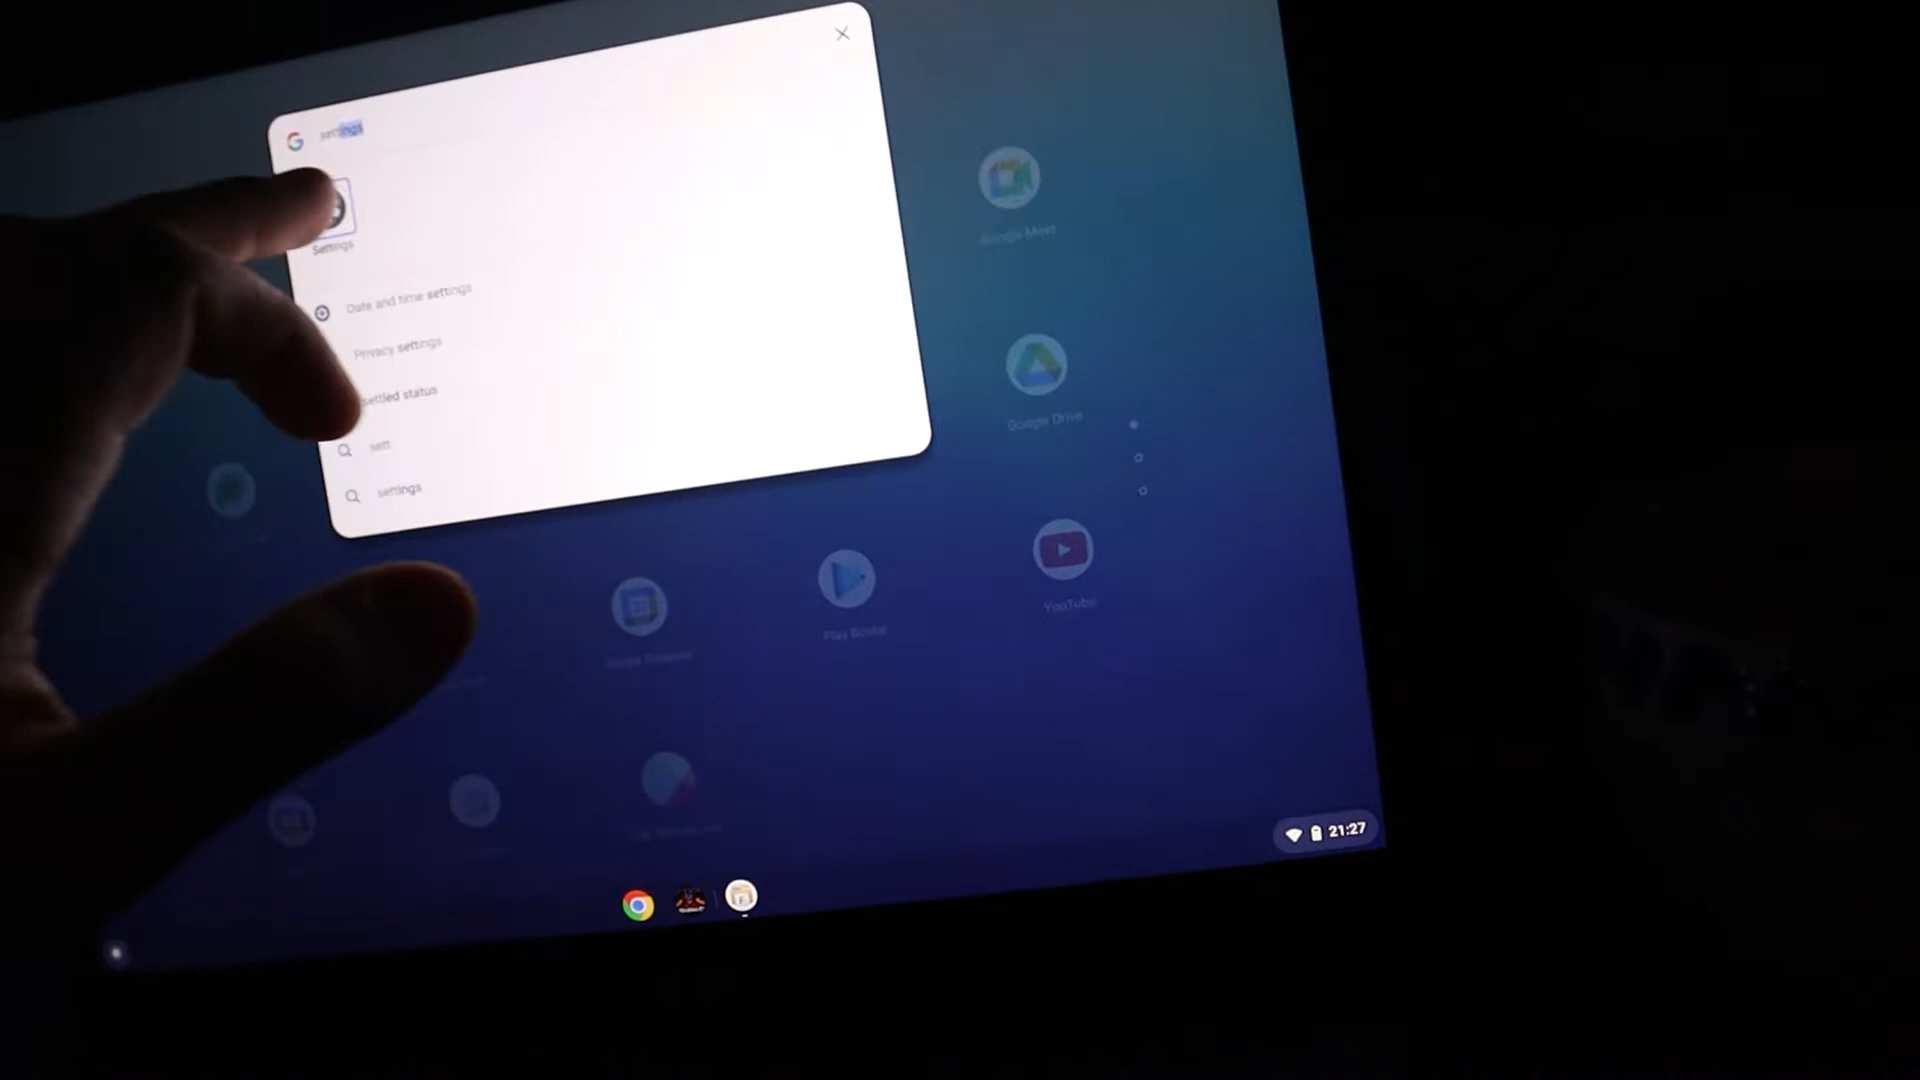 settings
Settings
Date and time settings
Privacy settings
settled status
sett
settings
Google Meet
Google Drive
YouTube
Play Books
21:27